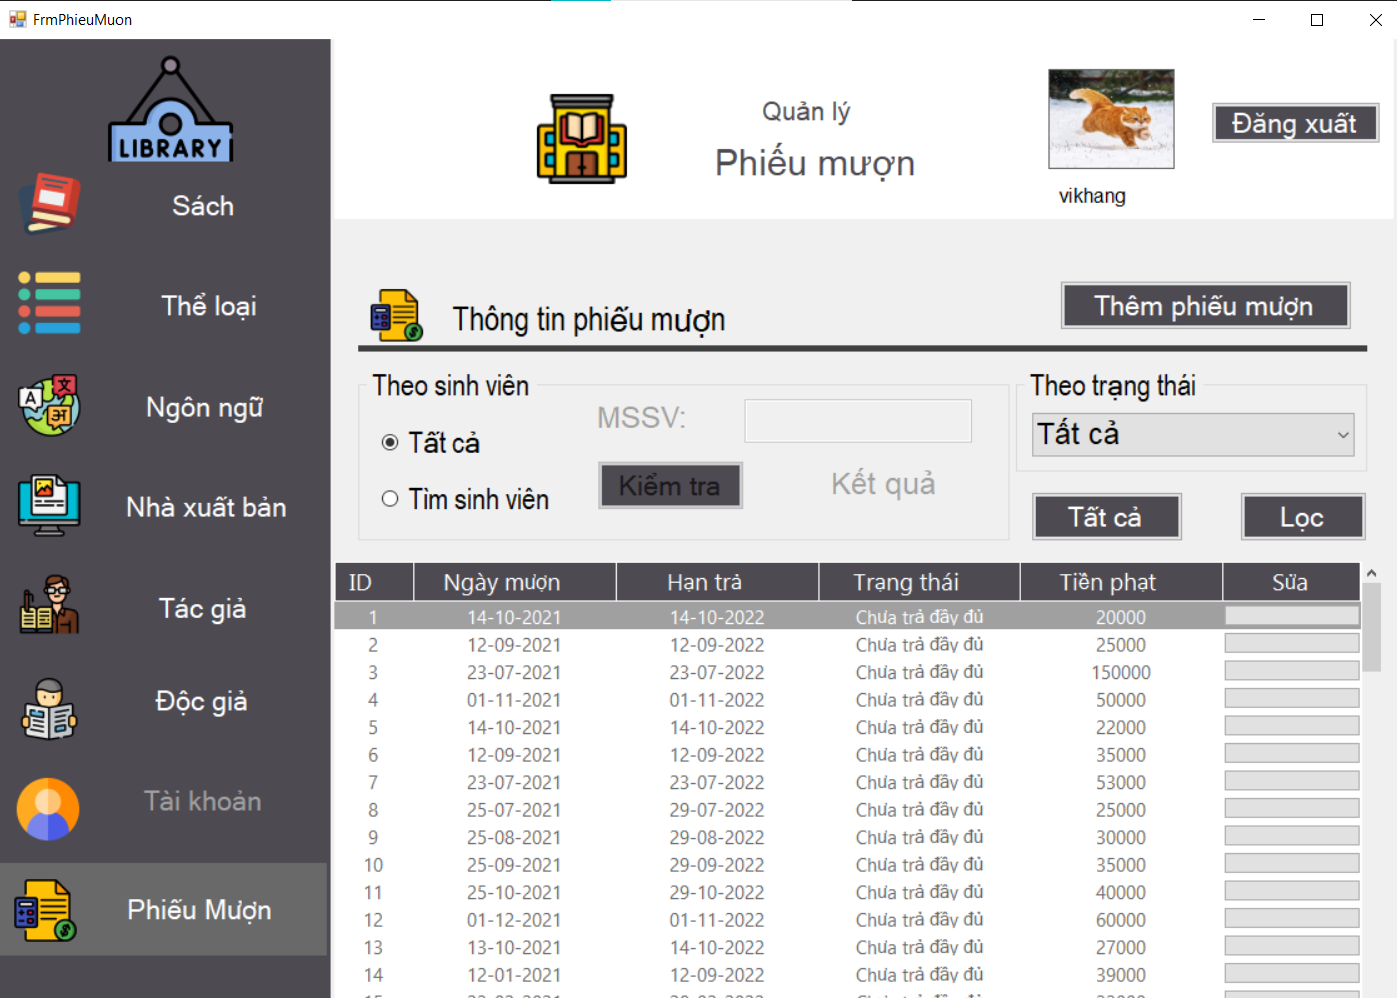 FrmPhieuMuon
LIBRARY
Sách
Thể loại
Ngôn ngữ
Nhà xuất bản
Tác giả
Độc giả
Tài khoản
Phiếu Mượn
Quản lý
Phiếu mượn
vikhang
Đăng xuất
Thông tin phiếu mượn
Thêm phiếu mượn
Theo sinh viên
Tất cả
Tìm sinh viên
MSSV:
Kiểm tra
Kết quả
Theo trạng thái
Tất cả
Tất cả
Lọc
ID Ngày mượn Hạn trả Trạng thái Tiền phạt Sửa
1 14-10-2021 14-10-2022 Chưa trả đầy đủ 20000
2 12-09-2021 12-09-2022 Chưa trả đầy đủ 25000
3 23-07-2021 23-07-2022 Chưa trả đầy đủ 150000
4 01-11-2021 01-11-2022 Chưa trả đầy đủ 50000
5 14-10-2021 14-10-2022 Chưa trả đầy đủ 22000
6 12-09-2021 12-09-2022 Chưa trả đầy đủ 35000
7 23-07-2021 23-07-2022 Chưa trả đầy đủ 53000
8 25-07-2021 29-07-2022 Chưa trả đầy đủ 25000
9 25-08-2021 29-08-2022 Chưa trả đầy đủ 30000
10 25-09-2021 29-09-2022 Chưa trả đầy đủ 35000
11 25-10-2021 29-10-2022 Chưa trả đầy đủ 40000
12 01-12-2021 01-11-2022 Chưa trả đầy đủ 60000
13 13-10-2021 14-10-2022 Chưa trả đầy đủ 27000
14 12-01-2021 12-09-2022 Chưa trả đầy đủ 39000